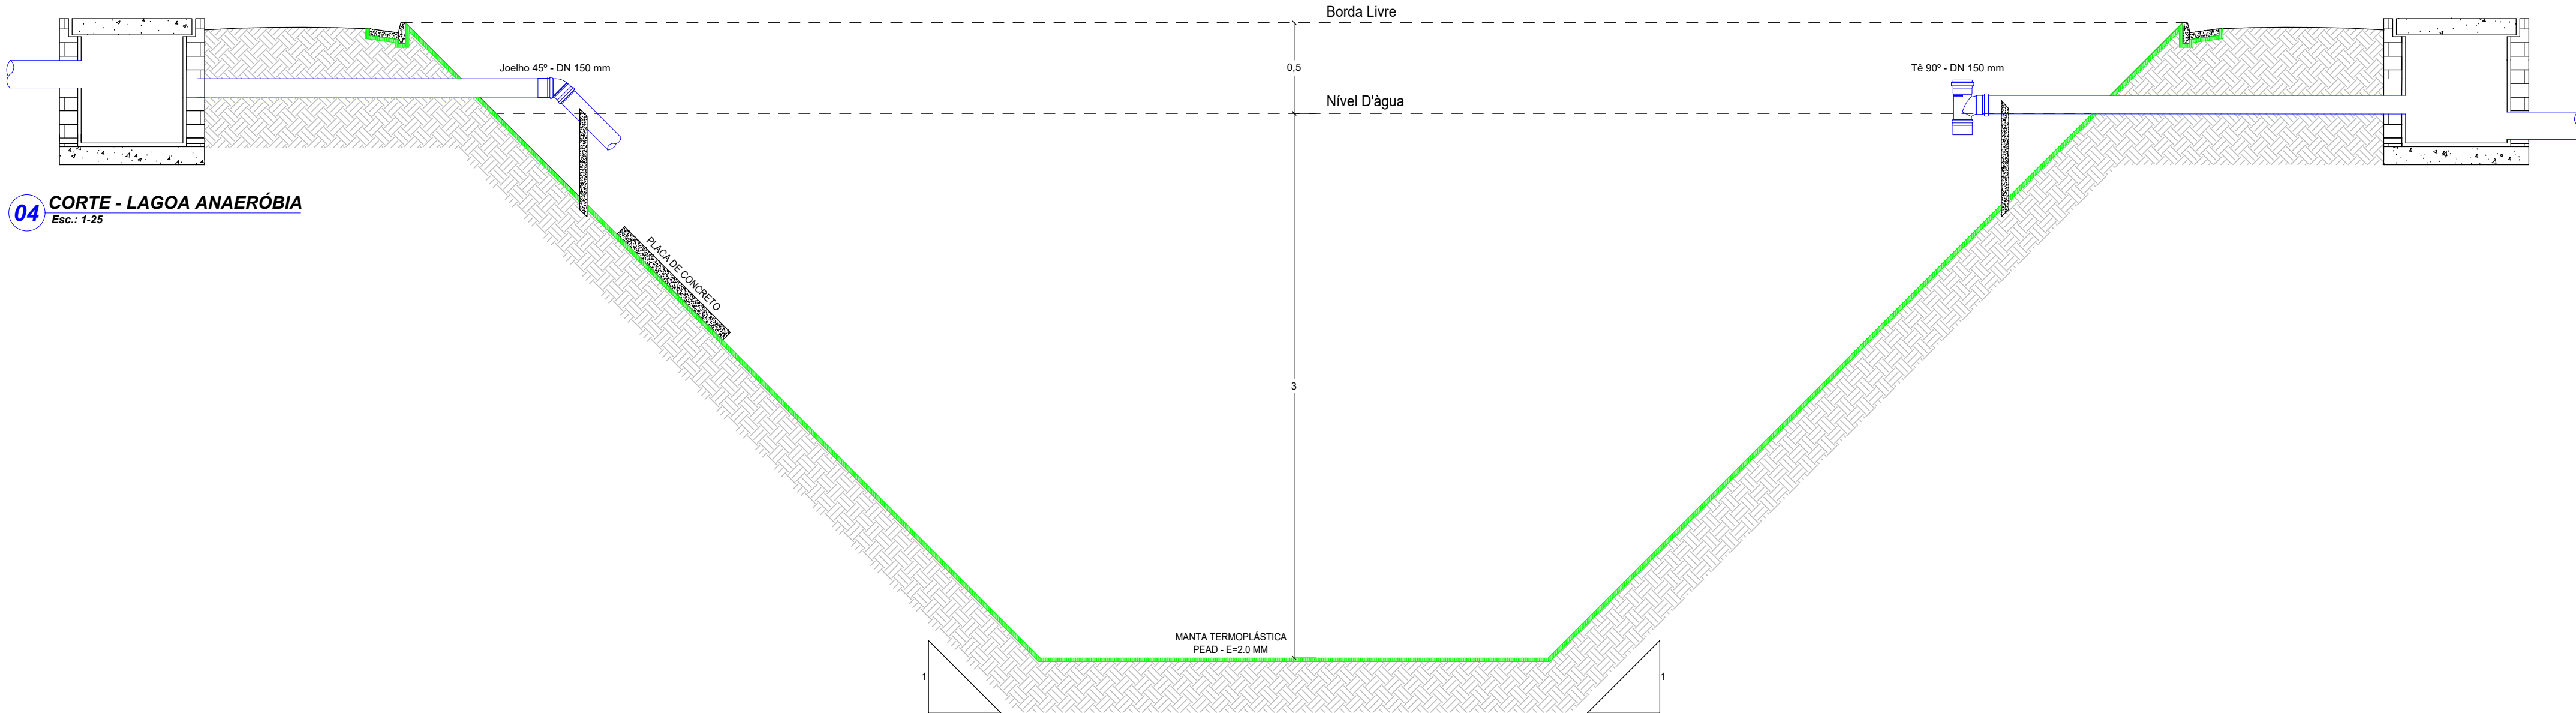 Borda Livre
0,5
Joelho 45º - DN 150 mm
Tê 90º - DN 150 mm
Nível D'àgua
04
CORTE - LAGOA ANAERÓBIA
Esc.: 1-25
PLACA DE CONCRETO
3
MANTA TERMOPLÁSTICA
PEAD - E=2.0 MM
1
1